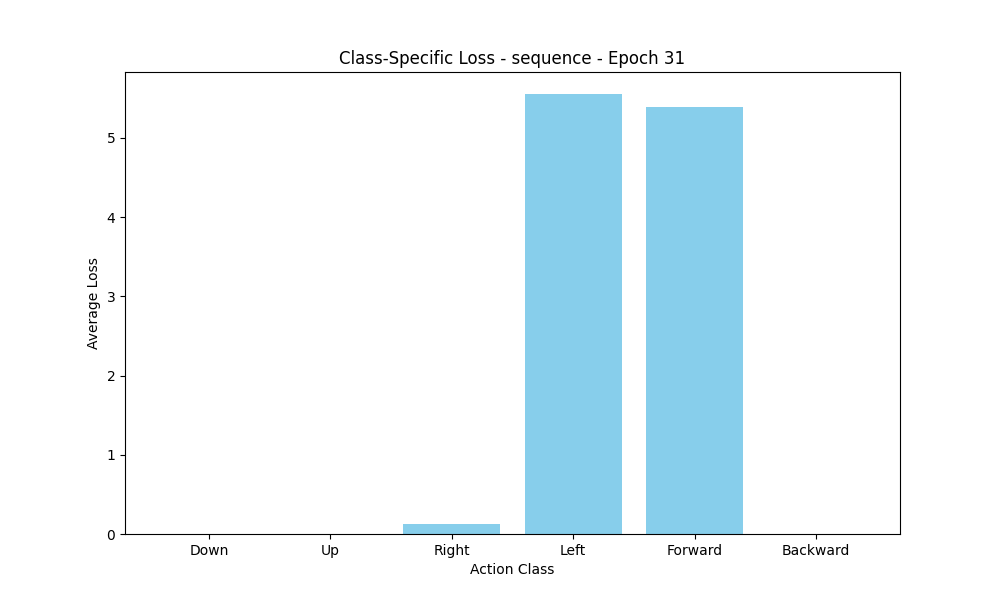 Class-Specific Loss - sequence - Epoch 31
Average Loss
5
4
3
2
1
0
Down Up Right Left Forward Backward
Action Class